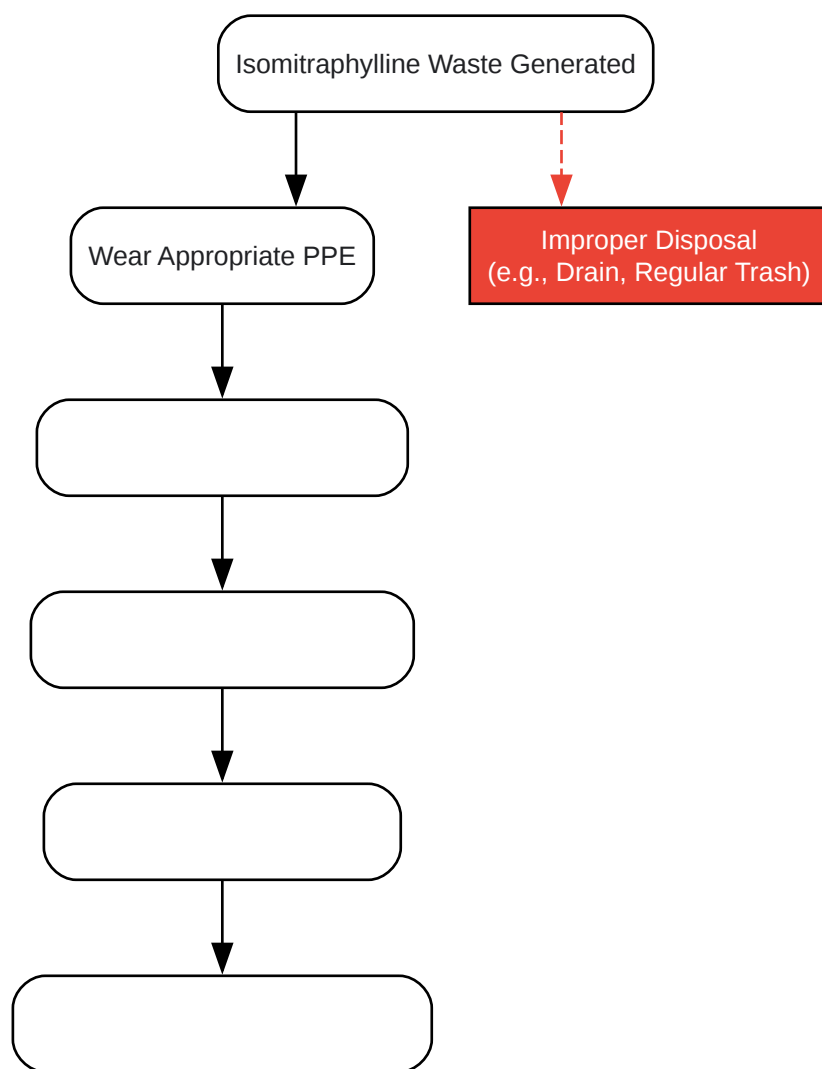 Isomitraphylline Waste Generated
Wear Appropriate PPE
Improper Disposal
(e.g., Drain, Regular Trash)